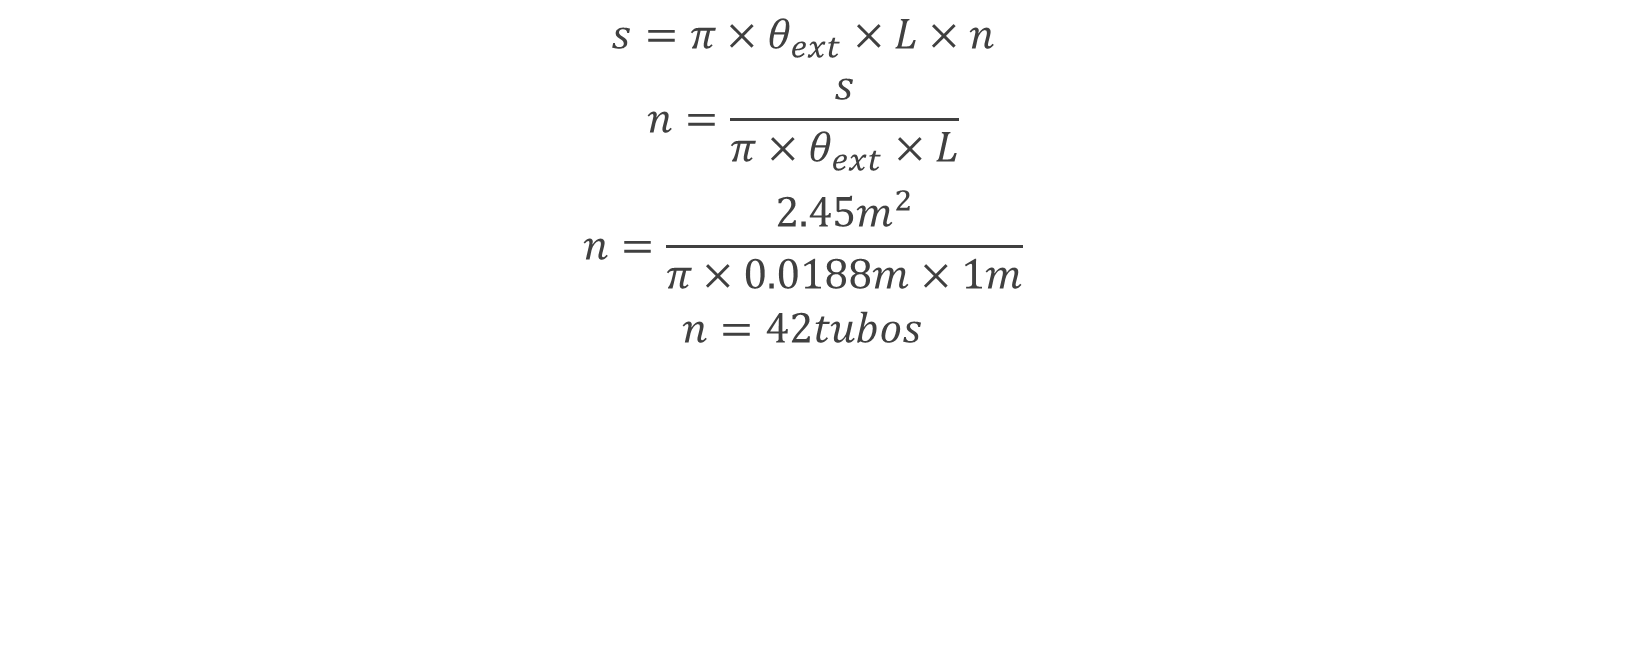 s = π × θ_ext × L × n
n = s / (π × θ_ext × L)
n = 2.45m² / (π × 0.0188m × 1m)
n = 42tubos